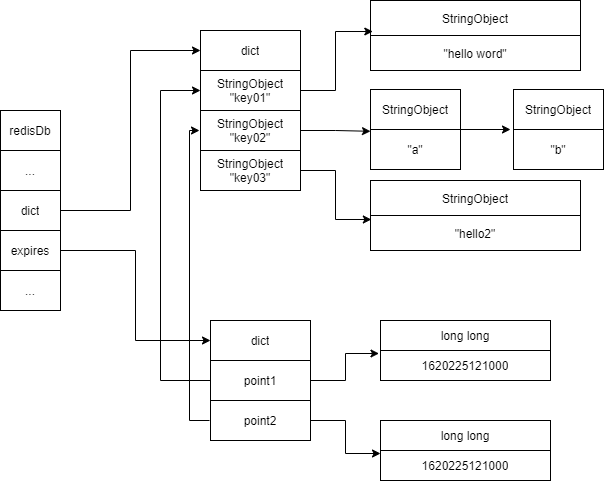 redisDb
...
dict
expires
...
dict
StringObject
"key01"
StringObject
"key02"
StringObject
"key03"
StringObject
"hello word"
StringObject
"a"
StringObject
"b"
StringObject
"hello2"
dict
point1
point2
long long
1620225121000
long long
1620225121000